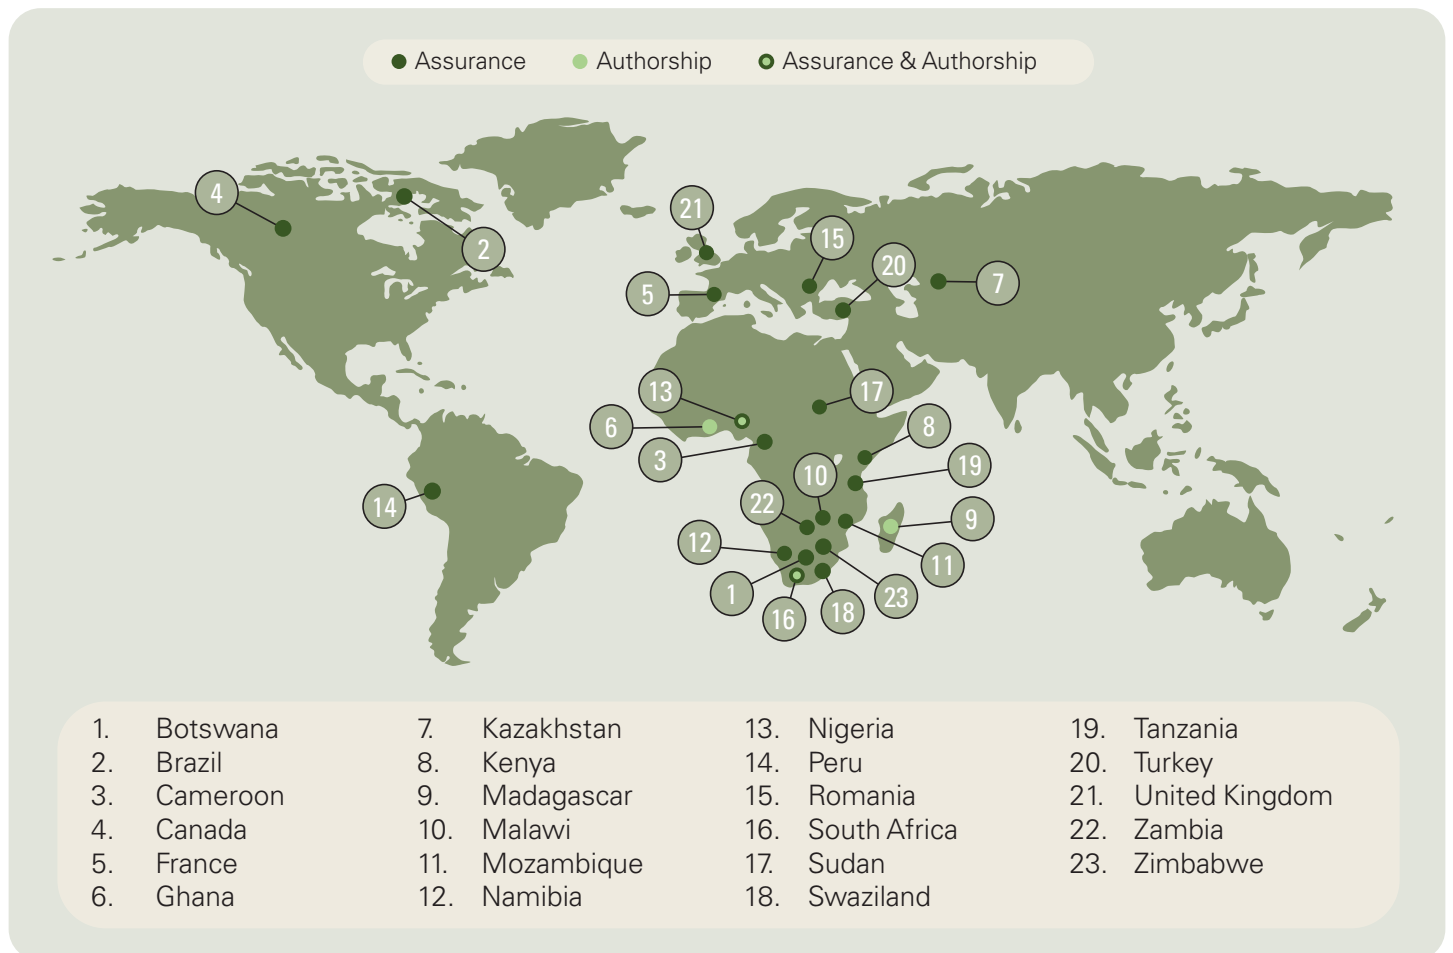 Assurance Authorship Assurance & Authorship
4
2
21
15
20
7
5
13
17
6
8
3
10
19
22
14
9
12
11
1
23
18
16
1. Botswana
2. Brazil
3. Cameroon
4. Canada
5. France
6. Ghana
7. Kazakhstan
8. Kenya
9. Madagascar
10. Malawi
11. Mozambique
12. Namibia
13. Nigeria
14. Peru
15. Romania
16. South Africa
17. Sudan
18. Swaziland
19. Tanzania
20. Turkey
21. United Kingdom
22. Zambia
23. Zimbabwe